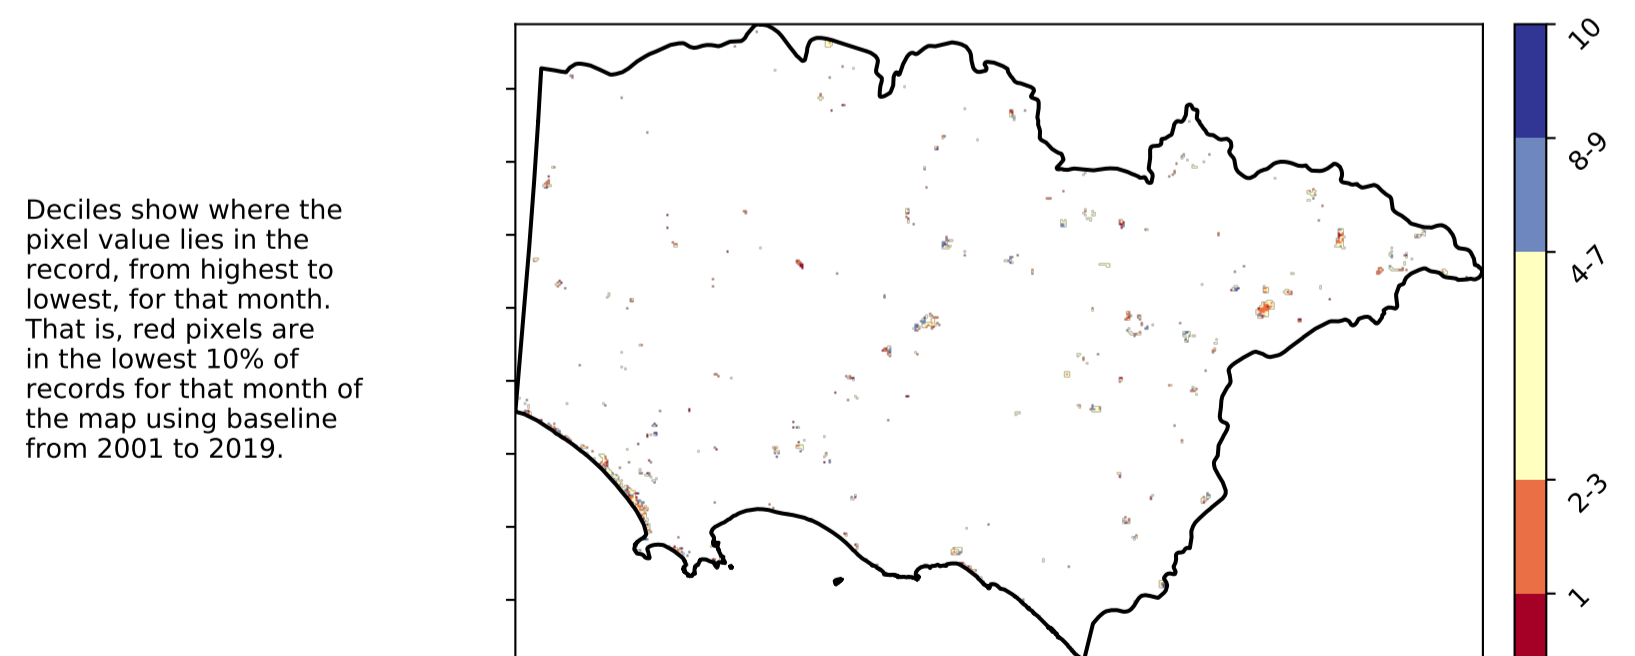 Deciles show where the
pixel value lies in the
record, from highest to
lowest, for that month.
That is, red pixels are
in the lowest 10% of
records for that month of
the map using baseline
from 2001 to 2019.
10
8-9
4-7
2-3
1